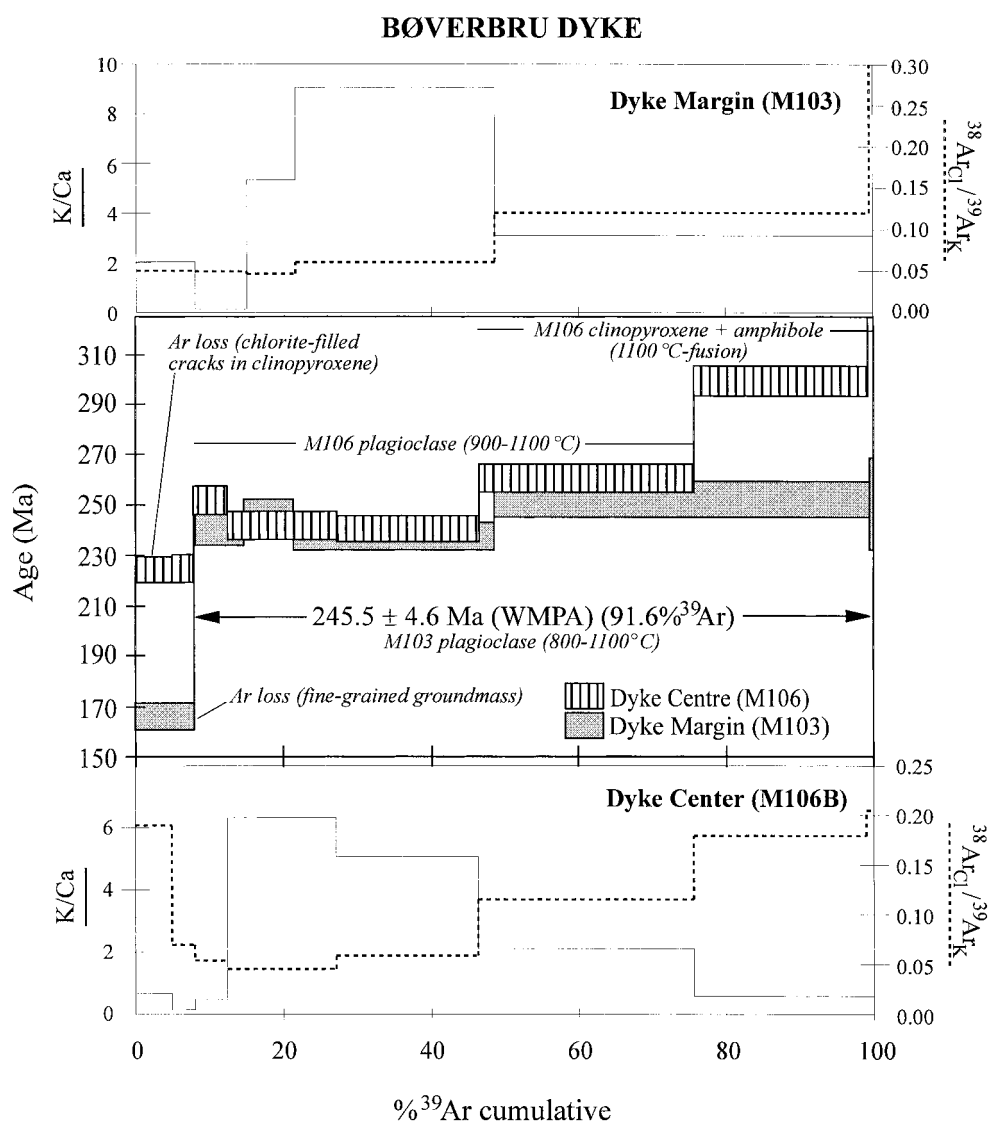 BØVERBRU DYKE
10
8
6
4
2
0
K/Ca
Dyke Margin (M103)
0.30
0.25
0.20
0.15
0.10
0.05
0.00
38ArCl/39ArK
310
290
270
250
230
210
190
170
150
Age (Ma)
Ar loss (chlorite-filled
cracks in clinopyroxene)
M106 clinopyroxene + amphibole
(1100 °C-fusion)
M106 plagioclase (900-1100 °C)
245.5 ± 4.6 Ma (WMPA) (91.6%39Ar)
M103 plagioclase (800-1100°C)
Ar loss (fine-grained groundmass)
Dyke Centre (M106)
Dyke Margin (M103)
6
4
2
0
K/Ca
Dyke Center (M106B)
0.25
0.20
0.15
0.10
0.05
0.00
38ArCl/39ArK
0 20 40 60 80 100
%39Ar cumulative